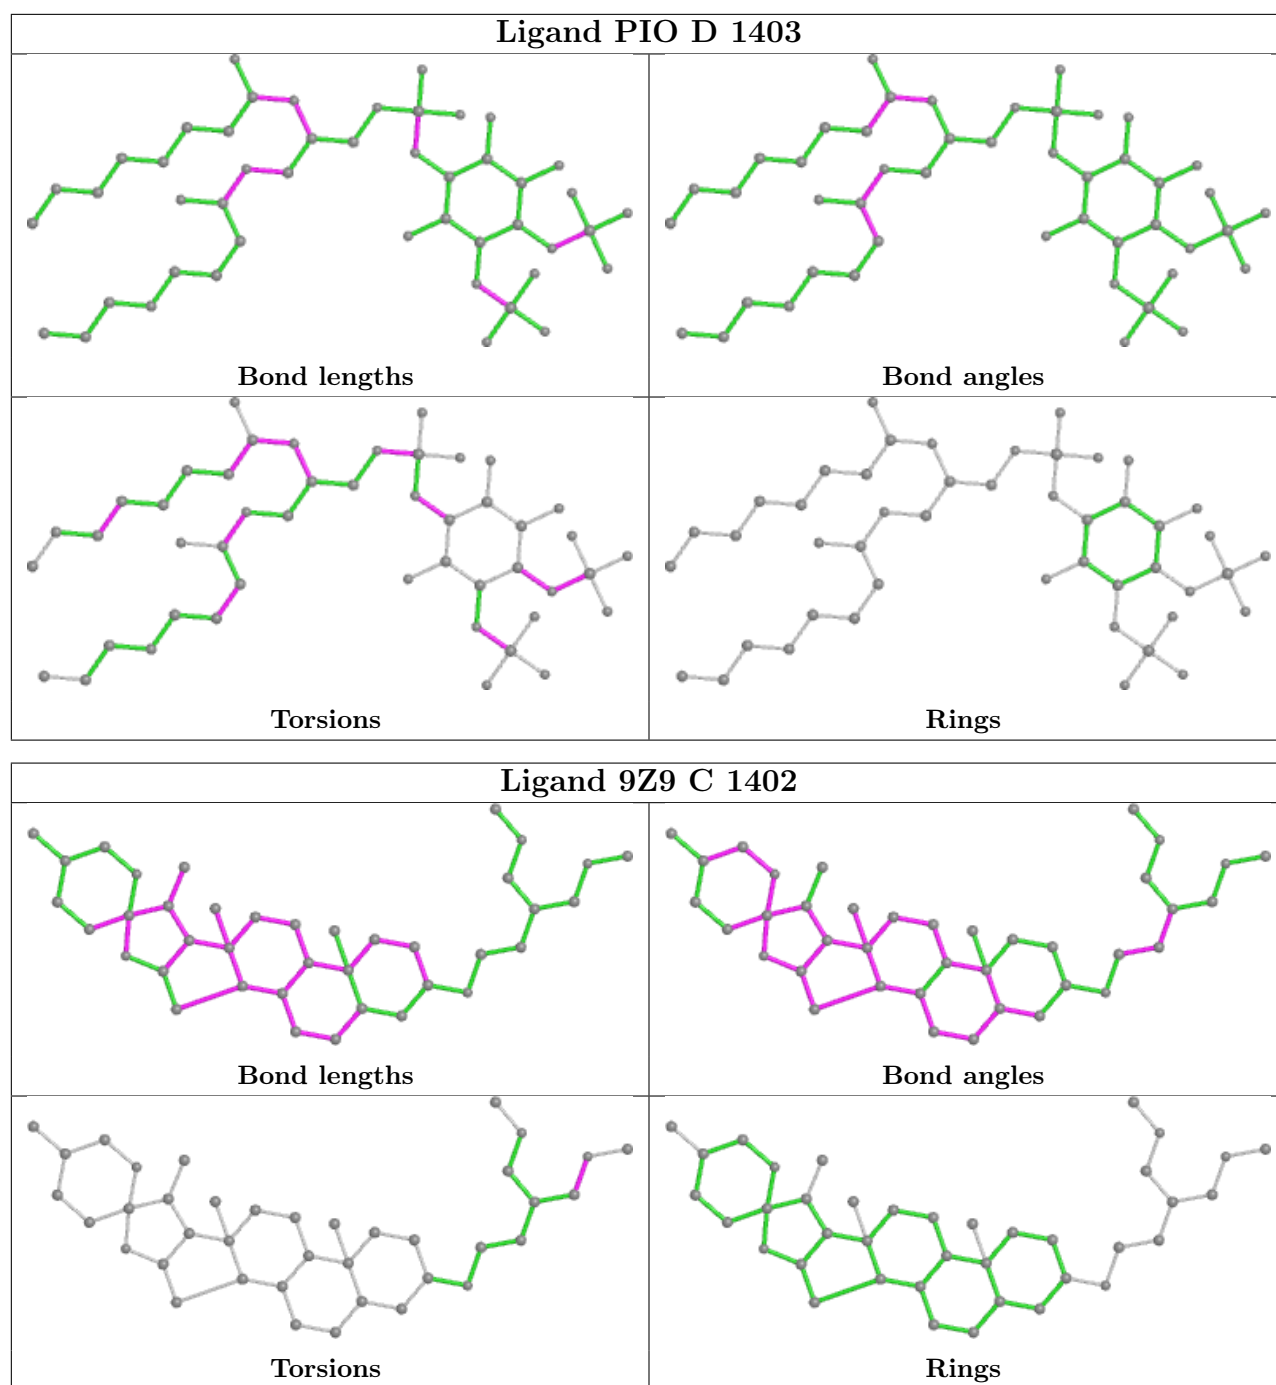 Ligand PIO D 1403
Bond lengths
Bond angles
Torsions
Rings
Ligand 9Z9 C 1402
Bond lengths
Bond angles
Torsions
Rings